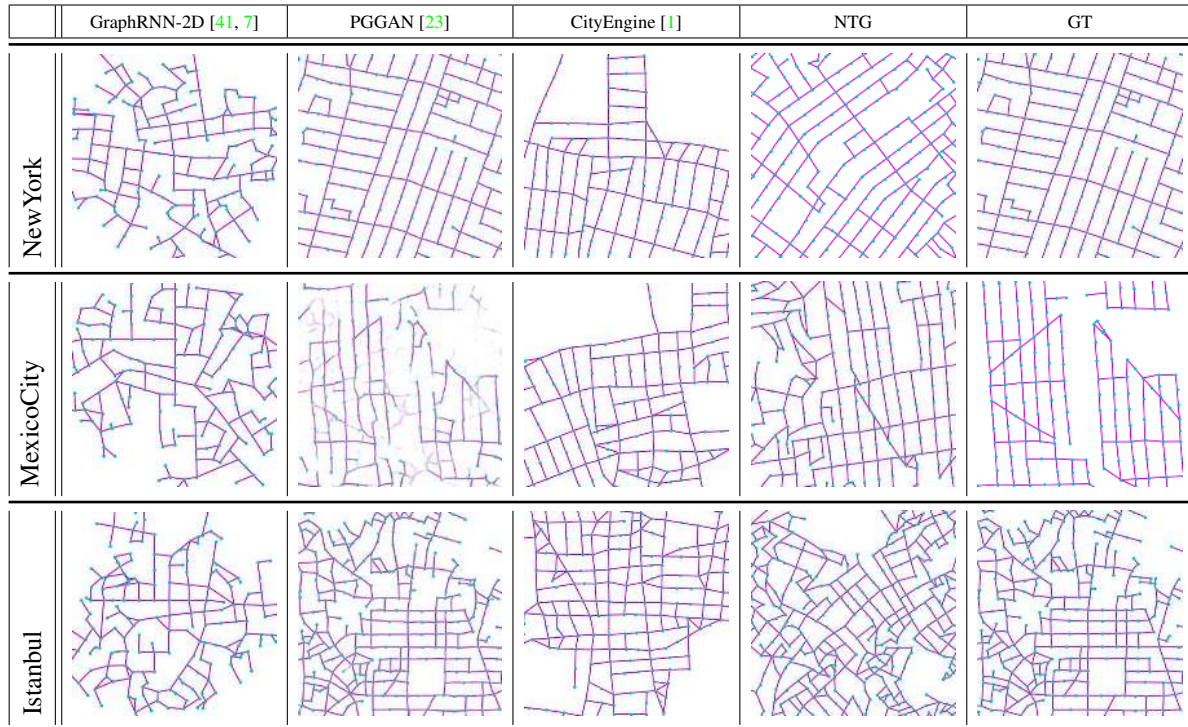 GraphRNN-2D [41, 7] PGGAN [23] CityEngine [1] NTG GT
NewYork
MexicoCity
Istanbul